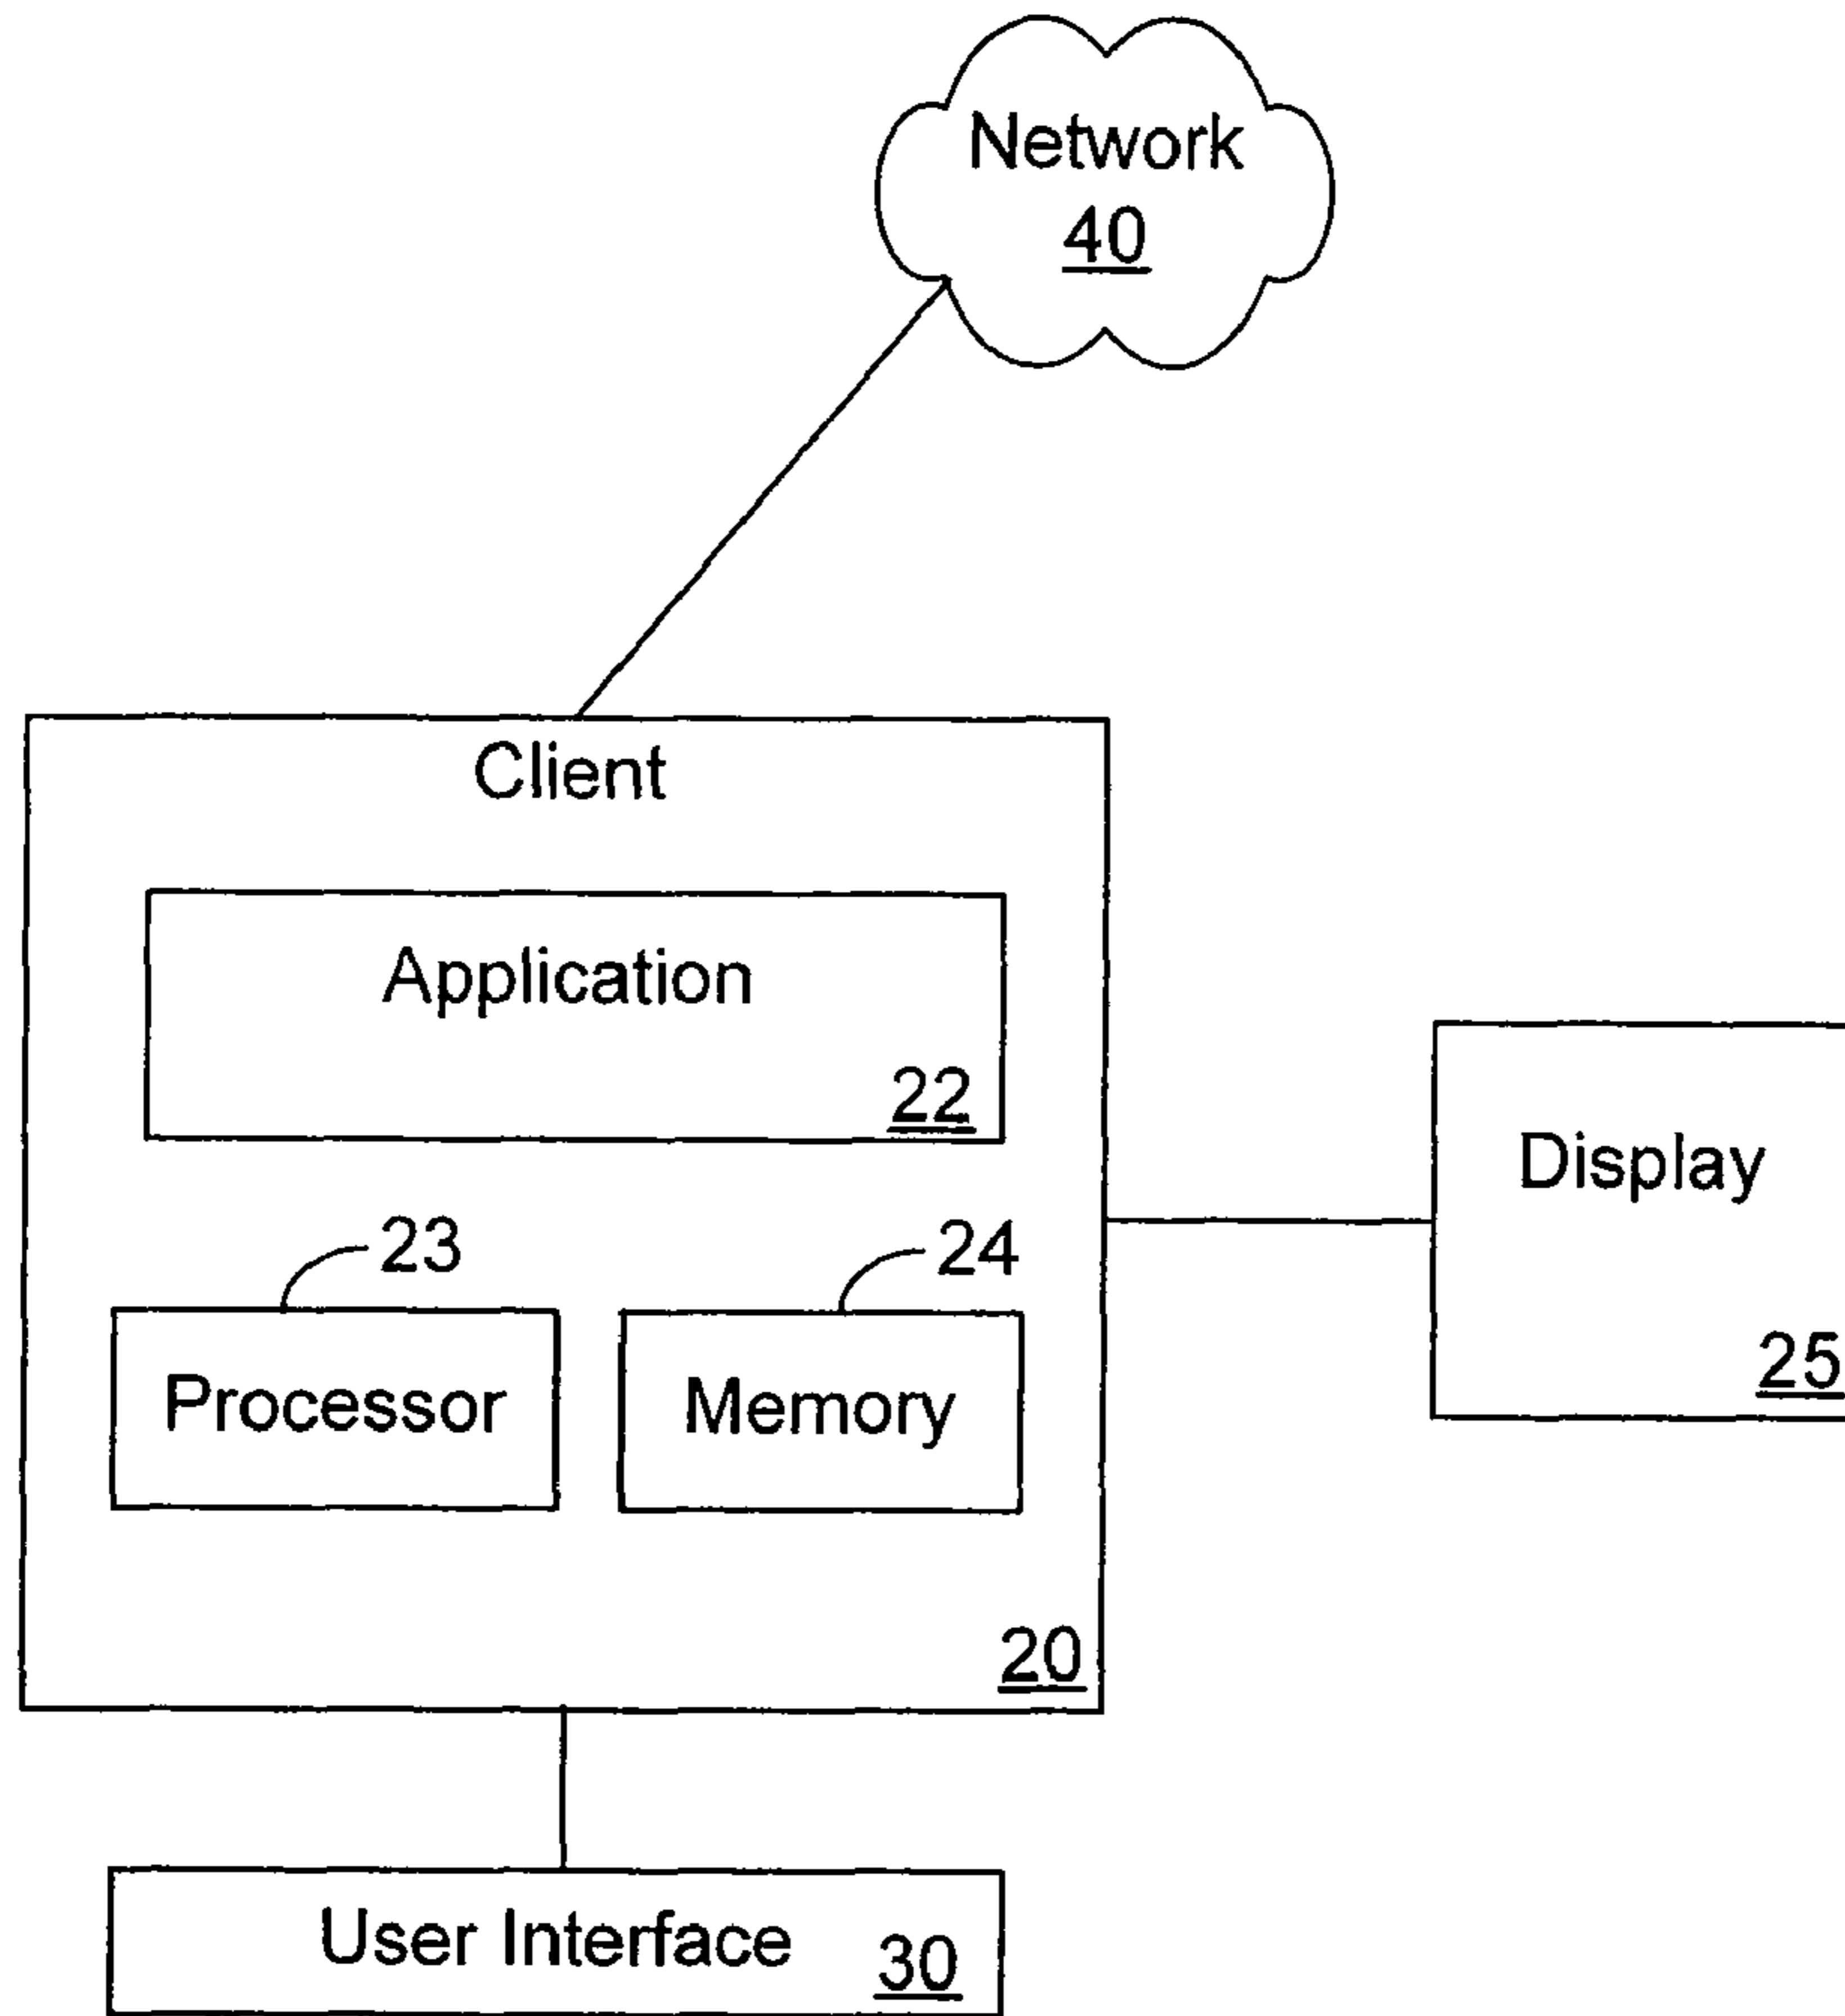 Network
40
Client
Application
22
Display
23
24
Processor
Memory
25
20
User Interface
30